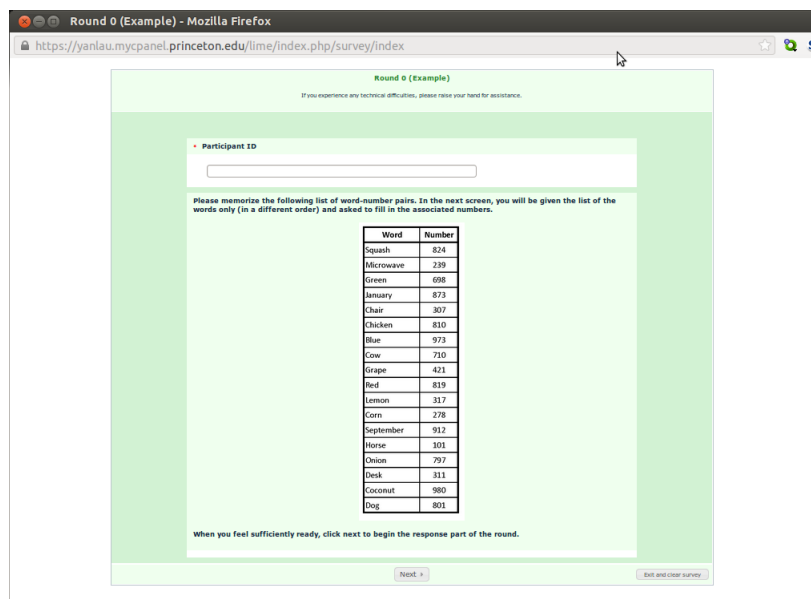 Round 0 (Example) - Mozilla Firefox
https://yanlau.mycpanel.princeton.edu/lime/index.php/survey/index
Round 0 (Example)
If you experience any technical difficulties, please raise your hand for assistance.
* Participant ID
Please memorize the following list of word-number pairs. In the next screen, you will be given the list of the
words only (in a different order) and asked to fill in the associated numbers.
Word Number
Squash 824
Microwave 239
Green 698
January 873
Chair 307
Chicken 810
Blue 973
Cow 710
Grape 421
Red 819
Lemon 317
Corn 278
September 912
Horse 101
Onion 797
Desk 311
Coconut 980
Dog 801
When you feel sufficiently ready, click next to begin the response part of the round.
Next »
Exit and clear survey